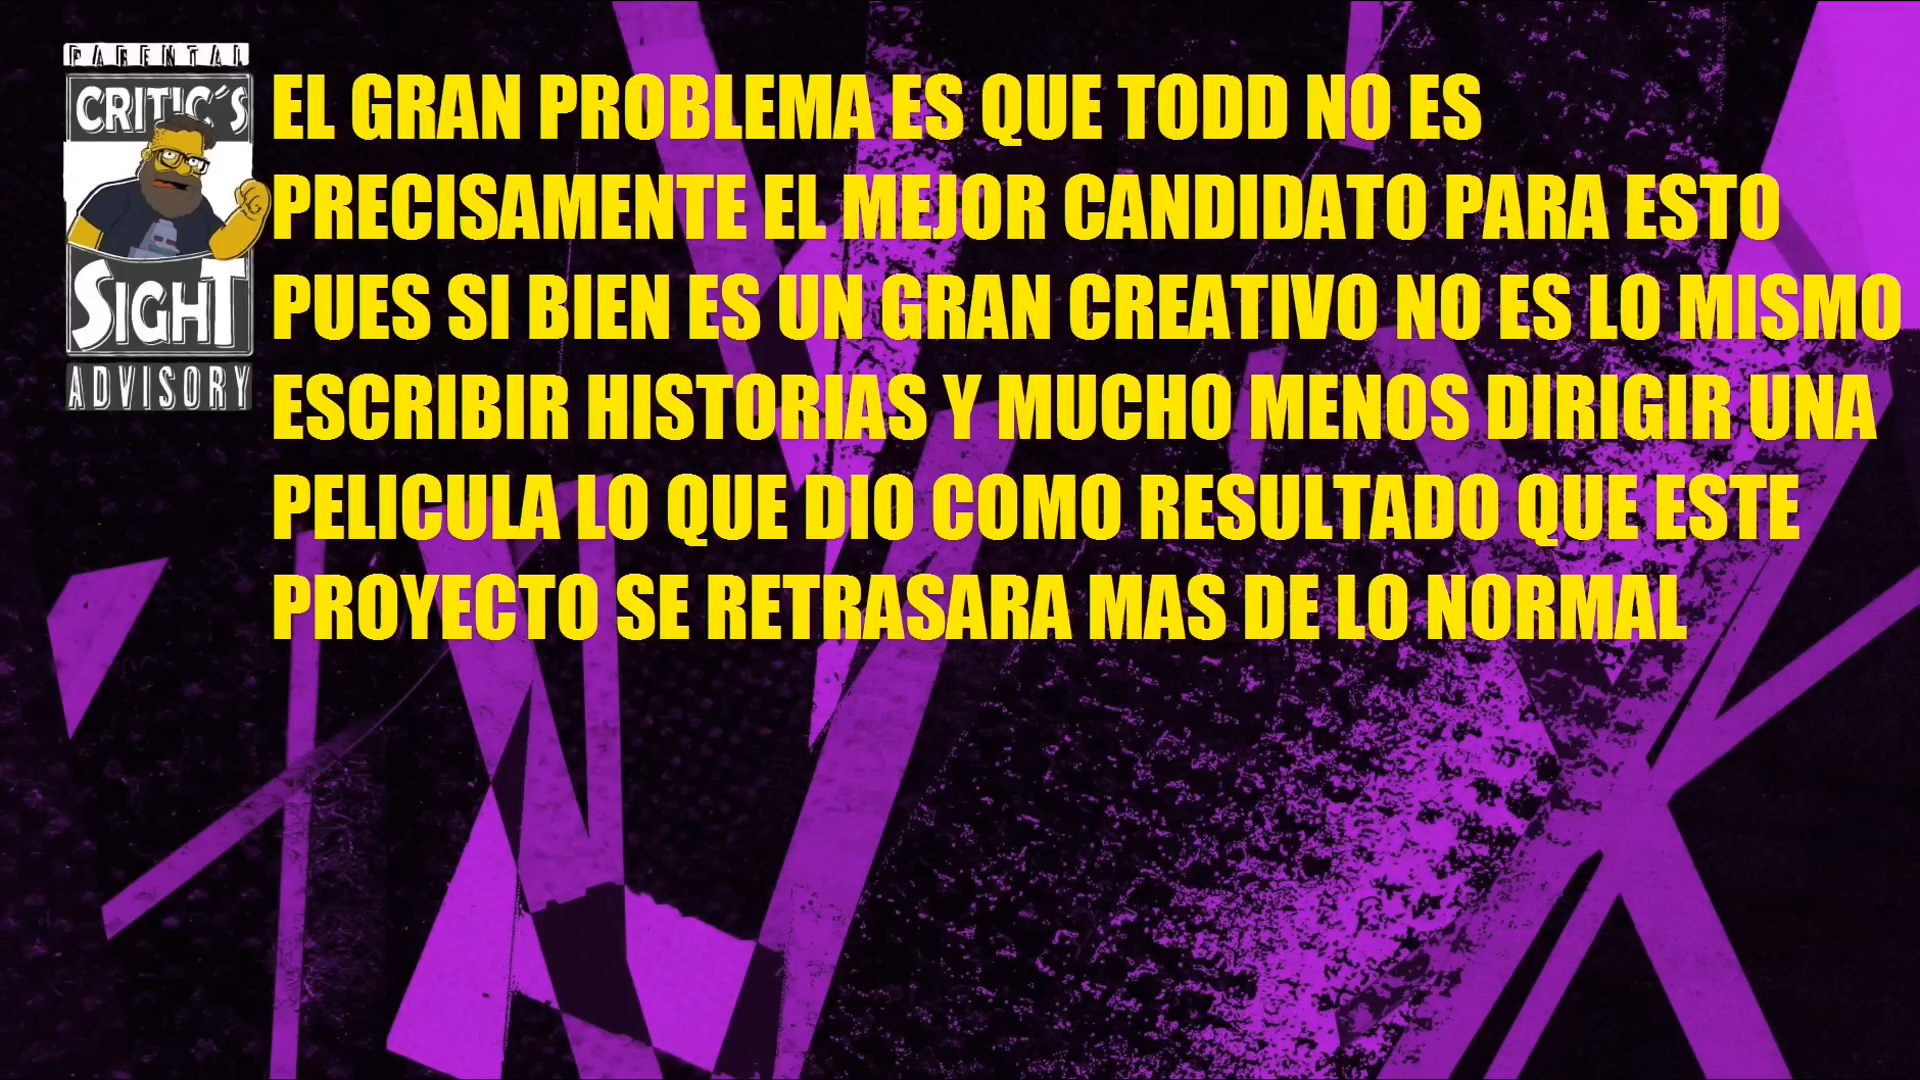 PARENTAL
CRITIC´S
SIGHT
ADVISORY
EL GRAN PROBLEMA ES QUE TODD NO ES
PRECISAMENTE EL MEJOR CANDIDATO PARA ESTO
PUES SI BIEN ES UN GRAN CREATIVO NO ES LO MISMO
ESCRIBIR HISTORIAS Y MUCHO MENOS DIRIGIR UNA
PELICULA LO QUE DIO COMO RESULTADO QUE ESTE
PROYECTO SE RETRASARA MAS DE LO NORMAL